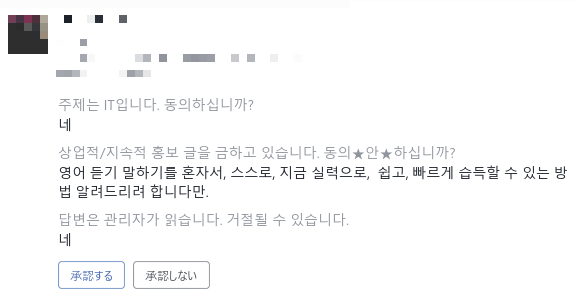 주제는 IT입니다. 동의하십니까?
네
상업적/지속적 홍보 글을 금하고 있습니다. 동의★안★하십니까?
영어 듣기 말하기를 혼자서, 스스로, 지금 실력으로, 쉽고, 빠르게 습득할 수 있는 방
법 알려드리려 합니다만.
답변은 관리자가 읽습니다. 거절될 수 있습니다.
네
承認する 承認しない